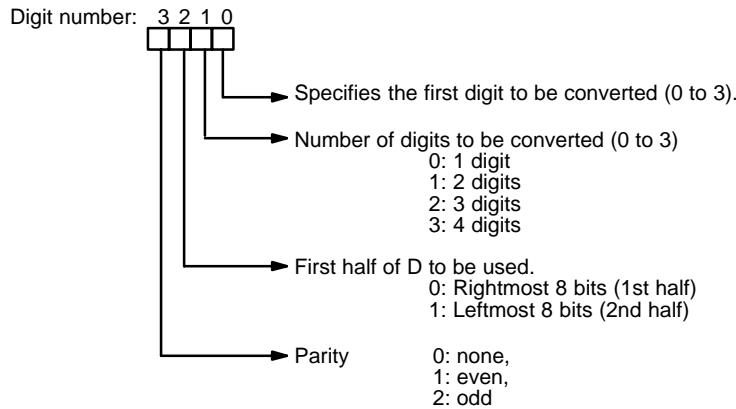 Digit number: 3 2 1 0
Specifies the first digit to be converted (0 to 3).
Number of digits to be converted (0 to 3)
0: 1 digit
1: 2 digits
2: 3 digits
3: 4 digits
First half of D to be used.
0: Rightmost 8 bits (1st half)
1: Leftmost 8 bits (2nd half)
Parity 0: none,
1: even,
2: odd